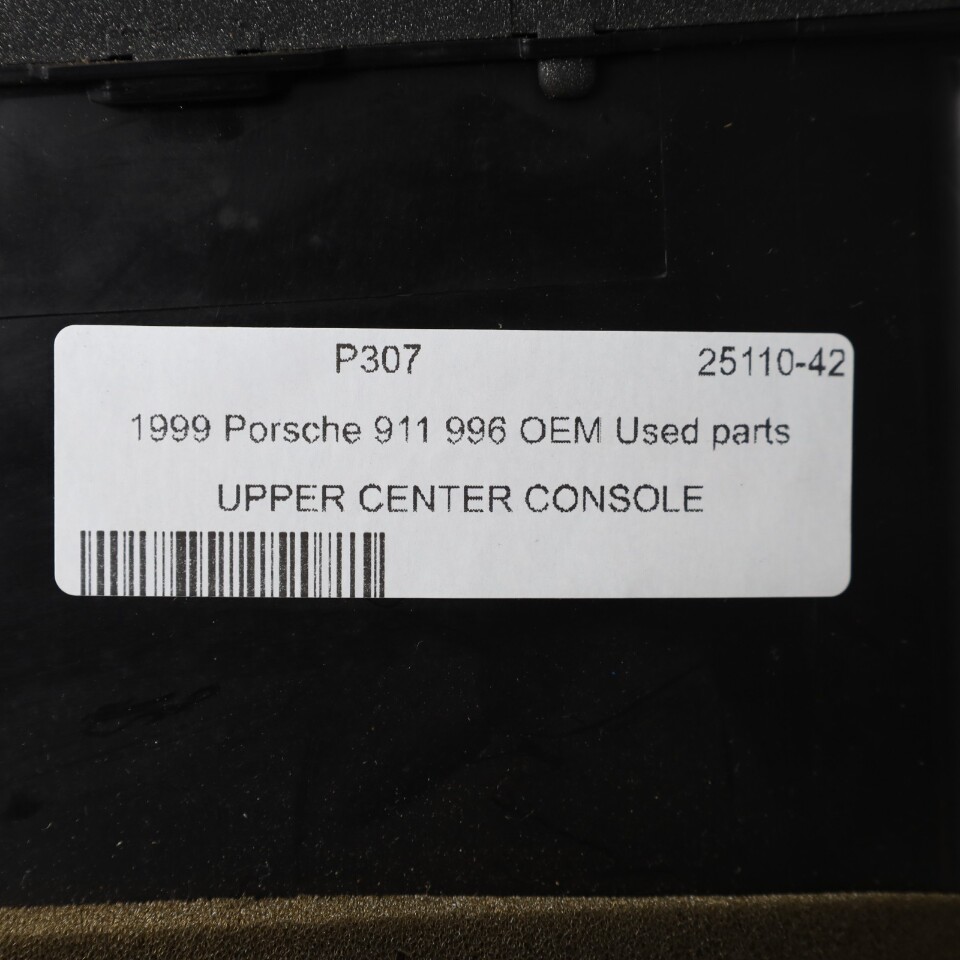 P307 25110-42
1999 Porsche 911 996 OEM Used parts
UPPER CENTER CONSOLE